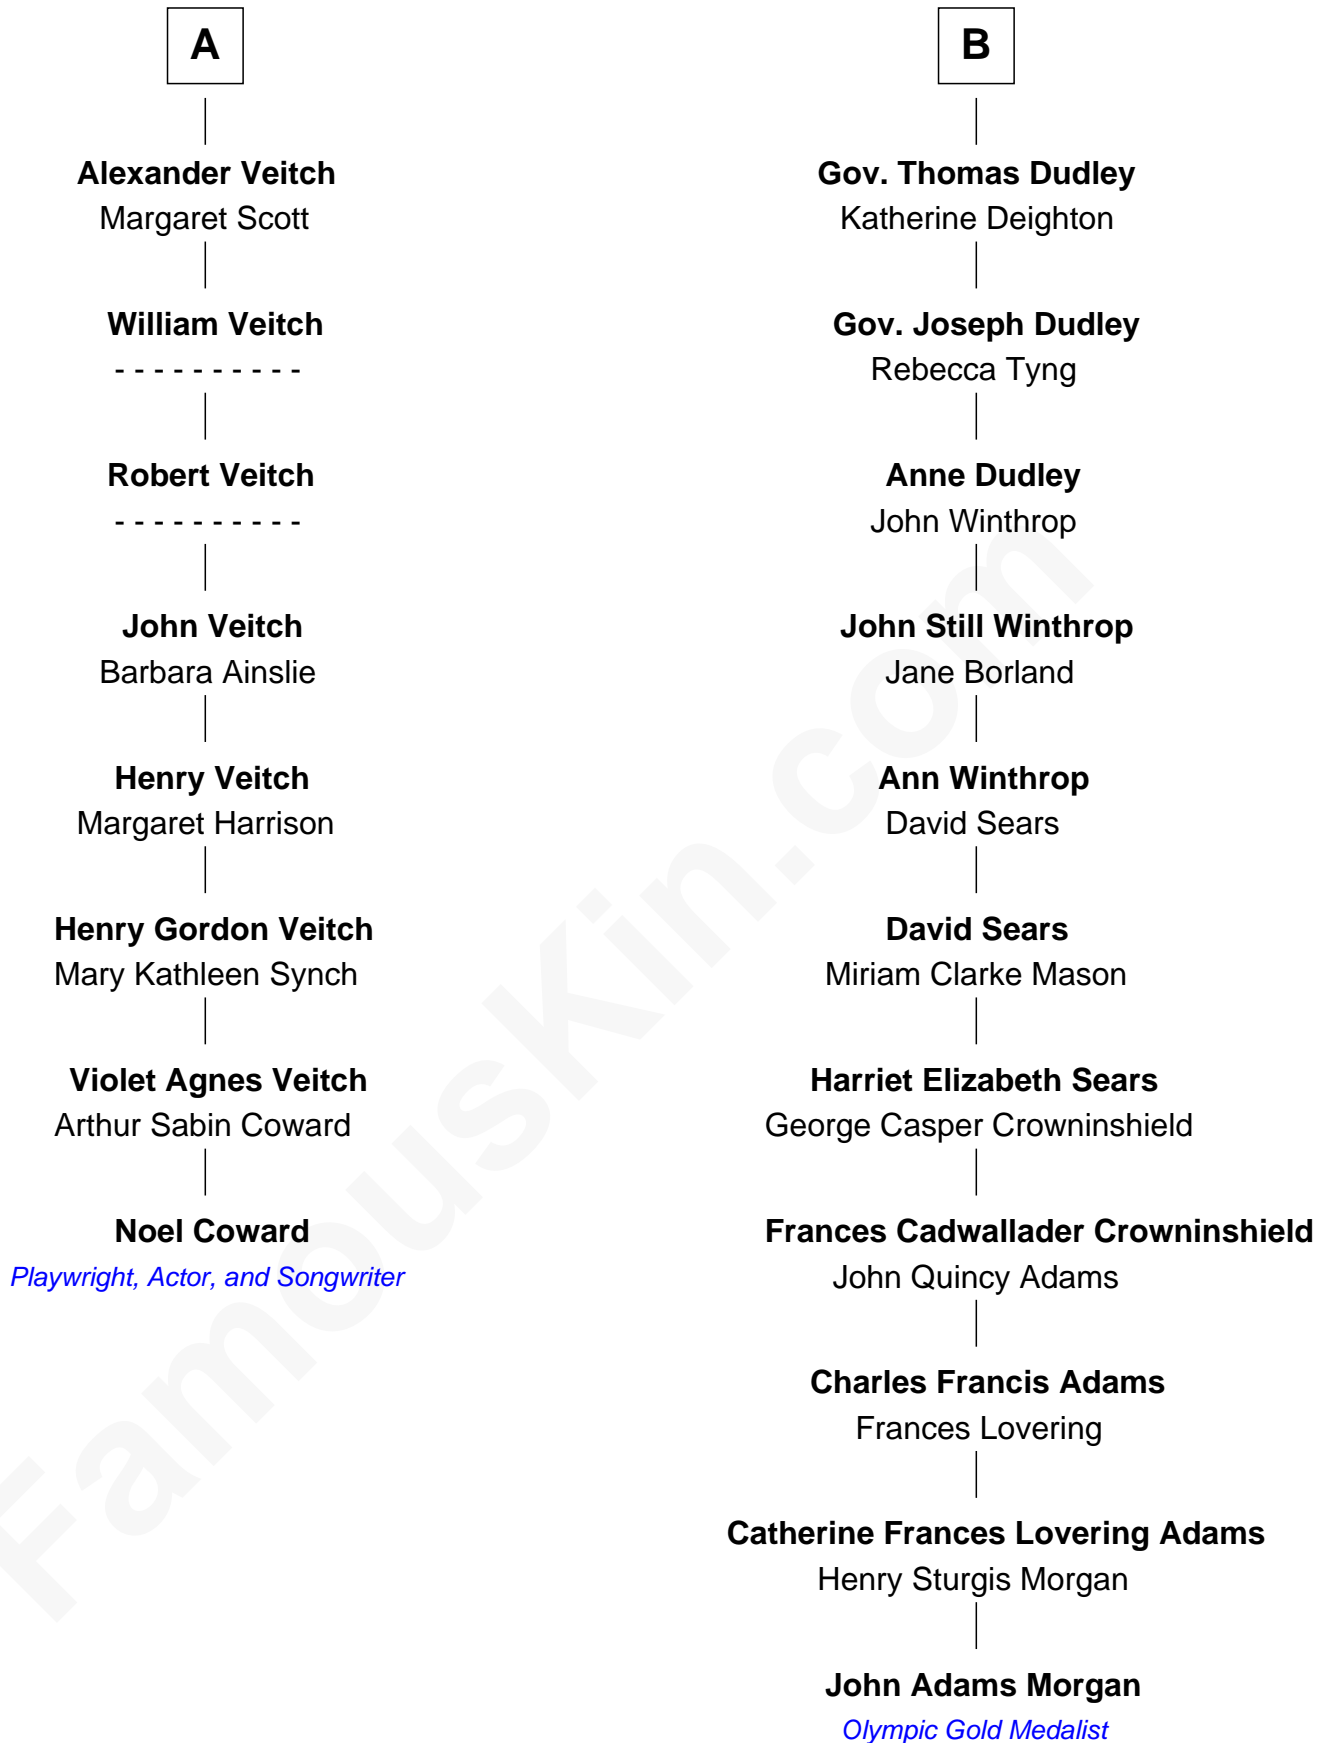 A
Alexander Veitch
Margaret Scott
William Veitch
- - - - - - - - - -
Robert Veitch
- - - - - - - - - -
John Veitch
Barbara Ainslie
Henry Veitch
Margaret Harrison
Henry Gordon Veitch
Mary Kathleen Synch
Violet Agnes Veitch
Arthur Sabin Coward
Noel Coward
Playwright, Actor, and Songwriter
B
Gov. Thomas Dudley
Katherine Deighton
Gov. Joseph Dudley
Rebecca Tyng
Anne Dudley
John Winthrop
John Still Winthrop
Jane Borland
Ann Winthrop
David Sears
David Sears
Miriam Clarke Mason
Harriet Elizabeth Sears
George Casper Crowninshield
Frances Cadwallader Crowninshield
John Quincy Adams
Charles Francis Adams
Frances Lovering
Catherine Frances Lovering Adams
Henry Sturgis Morgan
John Adams Morgan
Olympic Gold Medalist
FamousKin.com